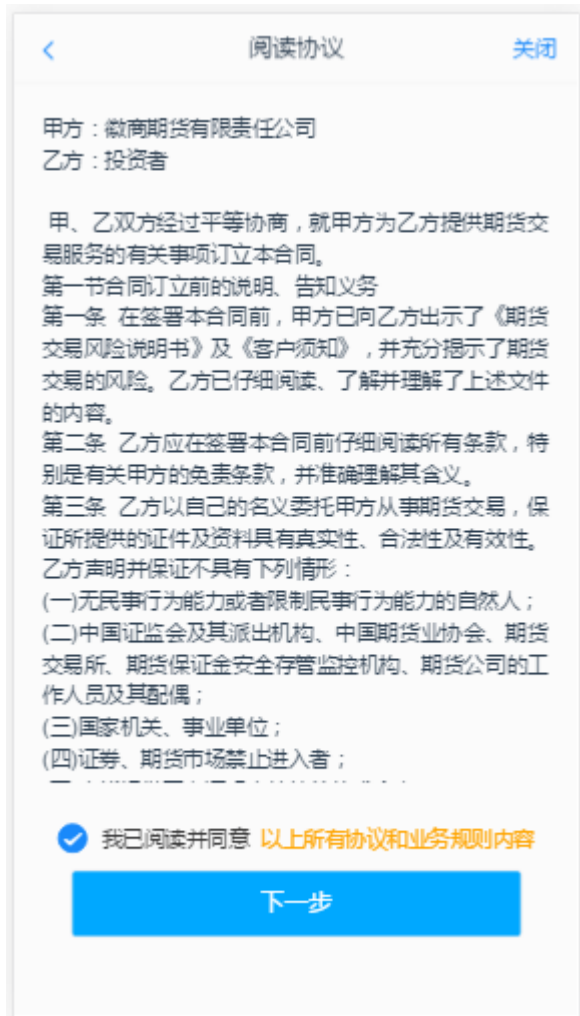 阅读协议
关闭
甲方：徽商期货有限责任公司
乙方：投资者
甲、乙双方经过平等协商，就甲方为乙方提供期货交
易服务的有关事项订立本合同。
第一节合同订立前的说明、告知义务
第一条 在签署本合同前，甲方已向乙方出示了《期货
交易风险说明书》及《客户须知》，并充分揭示了期货
交易的风险。乙方已仔细阅读、了解并理解了上述文件
的内容。
第二条 乙方应在签署本合同前仔细阅读所有条款，特
别是有关甲方的免责条款，并准确理解其含义。
第三条 乙方以自己的名义委托甲方从事期货交易，保
证所提供的证件及资料具有真实性、合法性及有效性。
乙方声明并保证不具有下列情形：
(一)无民事行为能力或者限制民事行为能力的自然人；
(二)中国证监会及其派出机构、中国期货业协会、期货
交易所、期货保证金安全存管监控机构、期货公司的工
作人员及其配偶；
(三)国家机关、事业单位；
(四)证券、期货市场禁止进入者；
我已阅读并同意 以上所有协议和业务规则内容
下一步